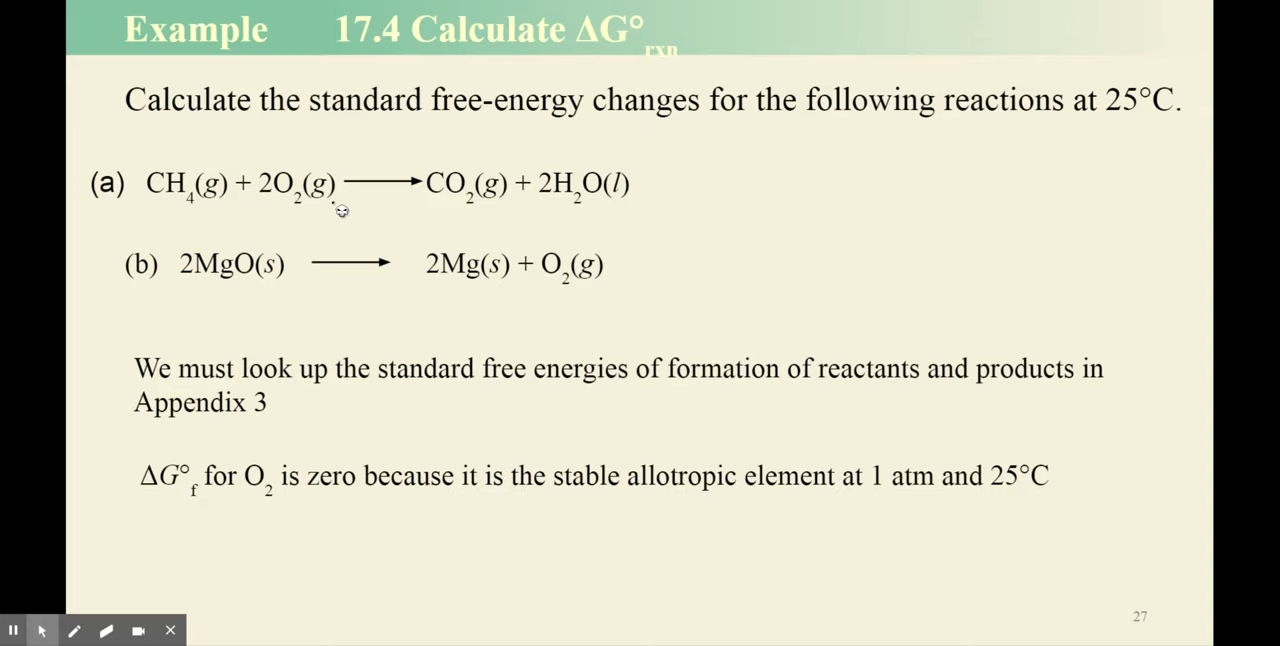 Example 17.4 Calculate ΔG°rxn
Calculate the standard free-energy changes for the following reactions at 25°C.
(a) CH₄(g) + 2O₂(g) ⟶ CO₂(g) + 2H₂O(l)
(b) 2MgO(s) ⟶ 2Mg(s) + O₂(g)
We must look up the standard free energies of formation of reactants and products in
Appendix 3
ΔG°f for O₂ is zero because it is the stable allotropic element at 1 atm and 25°C
27